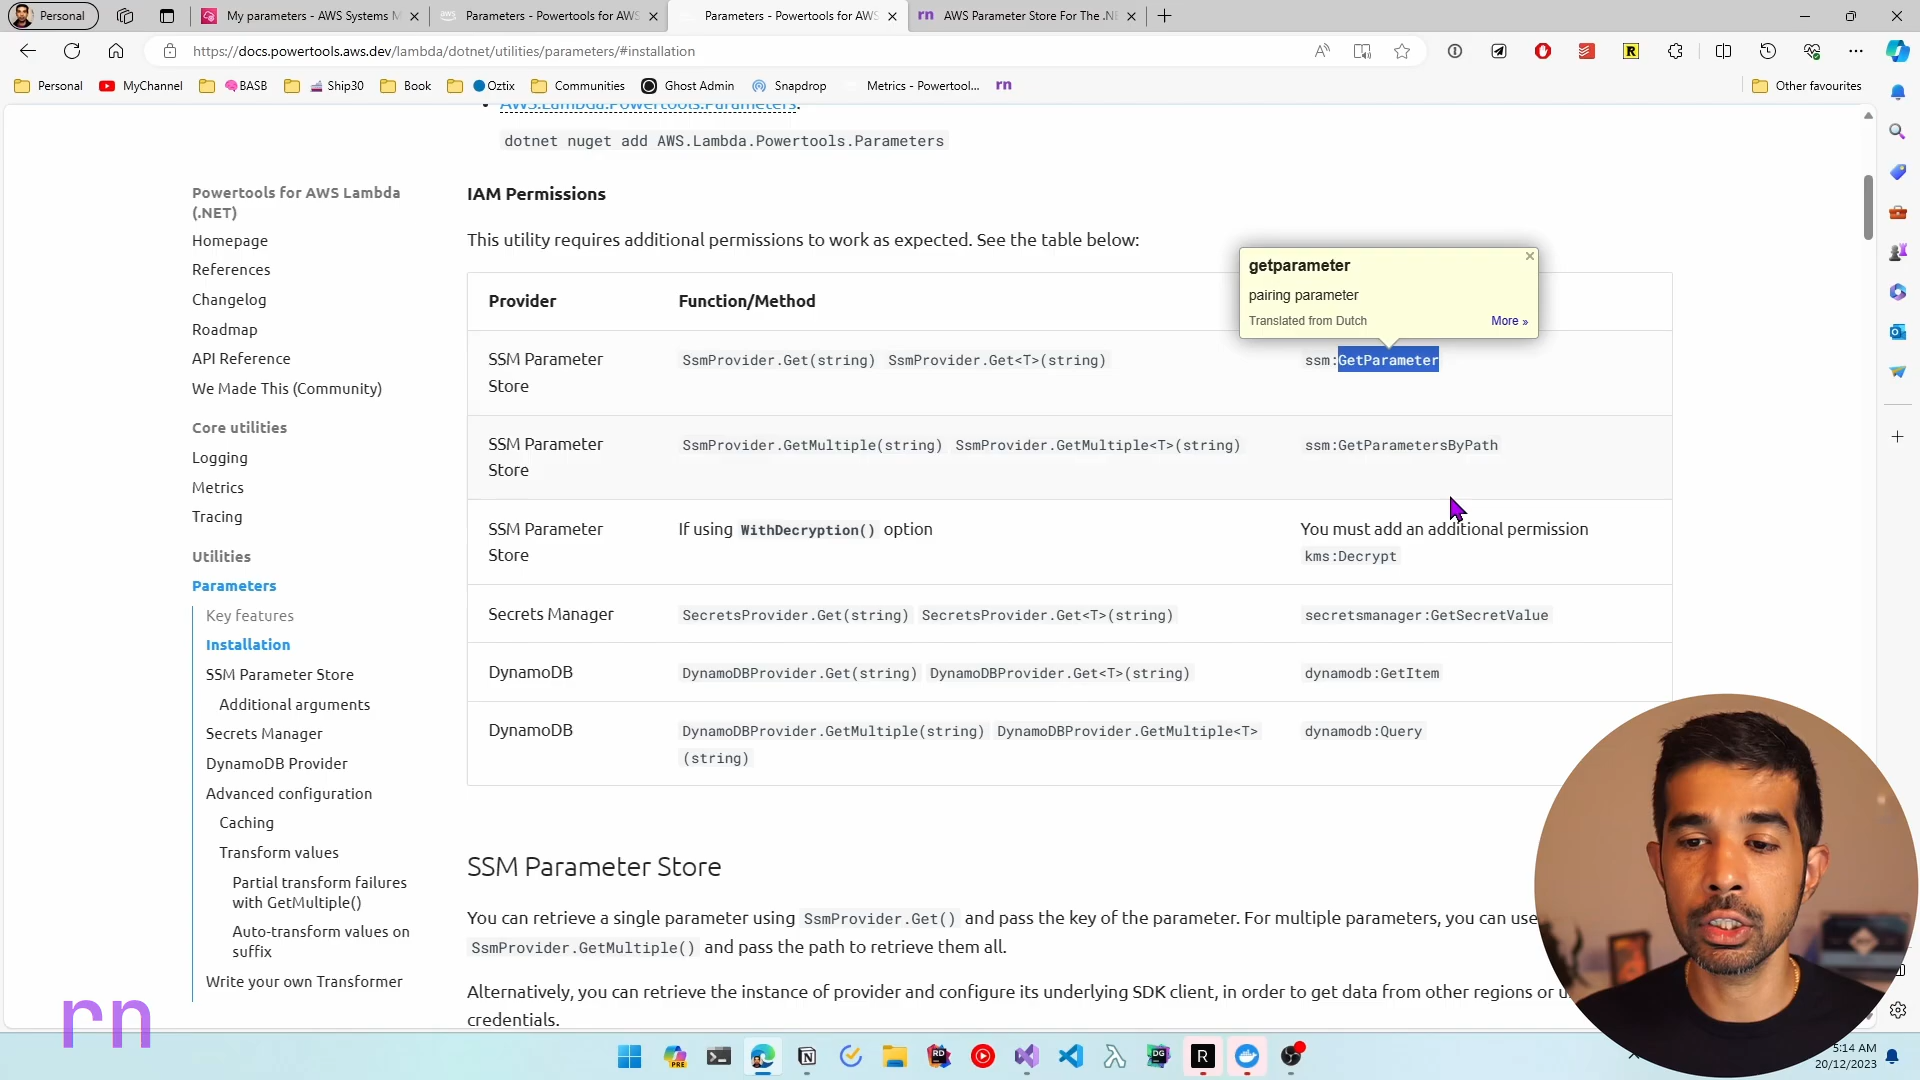 Personal
My parameters - AWS Systems M
Parameters - Powertools for AWS
Parameters - Powertools for AWS
rn AWS Parameter Store For The .NE
https://docs.powertools.aws.dev/lambda/dotnet/utilities/parameters/#installation
Personal
MyChannel
BASB
Ship30
Book
Oztix
Communities
Ghost Admin
Snapdrop
Metrics - Powertool...
rn
Other favourites
AWS.Lambda.Powertools.Parameters.
dotnet nuget add AWS.Lambda.Powertools.Parameters
Powertools for AWS Lambda
(.NET)
Homepage
References
Changelog
Roadmap
API Reference
We Made This (Community)
Core utilities
Logging
Metrics
Tracing
Utilities
Parameters
Key features
Installation
SSM Parameter Store
Additional arguments
Secrets Manager
DynamoDB Provider
Advanced configuration
Caching
Transform values
Partial transform failures
with GetMultiple()
Auto-transform values on
suffix
Write your own Transformer
IAM Permissions
This utility requires additional permissions to work as expected. See the table below:
Provider Function/Method
getparameter
pairing parameter
Translated from Dutch More »
SSM Parameter
Store
SsmProvider.Get(string) SsmProvider.Get<T>(string)
ssm:GetParameter
SSM Parameter
Store
SsmProvider.GetMultiple(string) SsmProvider.GetMultiple<T>(string)
ssm:GetParametersByPath
SSM Parameter
Store
If using WithDecryption() option
You must add an additional permission
kms:Decrypt
Secrets Manager
SecretsProvider.Get(string) SecretsProvider.Get<T>(string)
secretsmanager:GetSecretValue
DynamoDB
DynamoDBProvider.Get(string) DynamoDBProvider.Get<T>(string)
dynamodb:GetItem
DynamoDB
DynamoDBProvider.GetMultiple(string) DynamoDBProvider.GetMultiple<T>
(string)
dynamodb:Query
SSM Parameter Store
You can retrieve a single parameter using SsmProvider.Get() and pass the key of the parameter. For multiple parameters, you can use
SsmProvider.GetMultiple() and pass the path to retrieve them all.
Alternatively, you can retrieve the instance of provider and configure its underlying SDK client, in order to get data from other regions or u
credentials.
rn
5:14 AM
20/12/2023